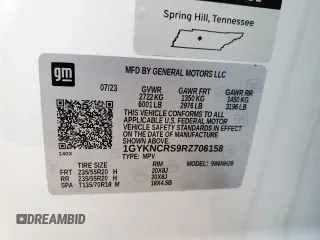 Spring Hill, Tennessee
gm
MFD BY GENERAL MOTORS LLC
07/23 GVWR GAWR FRT GAWR RR
2722 KG 1350 KG 1450 KG
6001 LB 2976 LB 3196 LB
THIS VEHICLE CONFORMS TO ALL
APPLICABLE U.S. FEDERAL MOTOR
VEHICLE SAFETY STANDARDS IN
EFFECT ON THE DATE OF
MANUFACTURE SHOWN ABOVE.
1GYKNCRS9RZ706158
TYPE: MPV
140X
TIRE SIZE RIM
FRT 235/55R20 H 20X8J
RR 235/55R20 H 20X8J
SPA T135/70R18 M 18X4.5B
DREAMBID